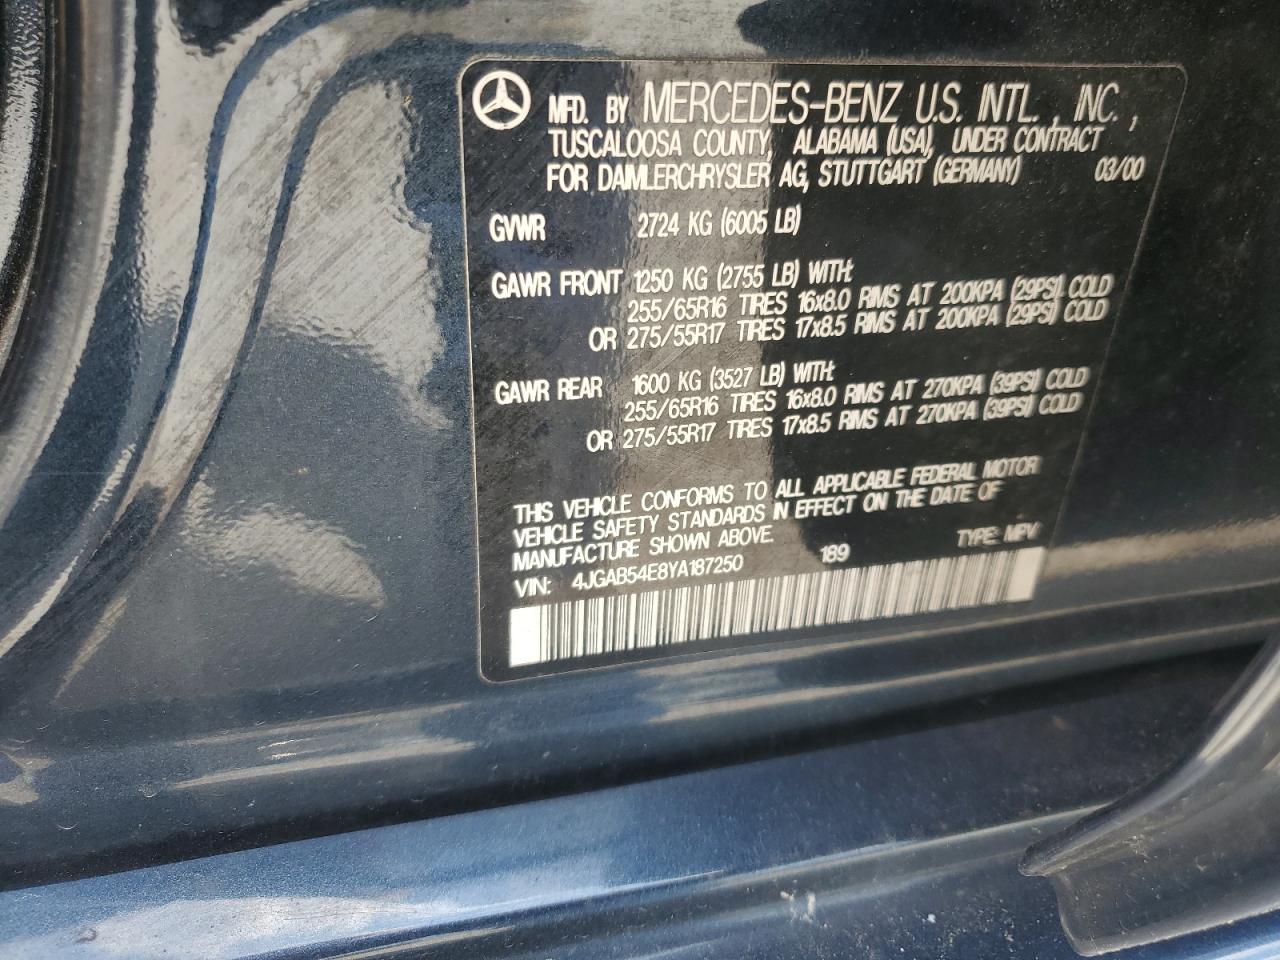 MFD. BY MERCEDES-BENZ U.S. INTL., INC.,
TUSCALOOSA COUNTY, ALABAMA (USA), UNDER CONTRACT
FOR DAIMLERCHRYSLER AG, STUTTGART (GERMANY) 03/00
GVWR 2724 KG (6005 LB)
GAWR FRONT 1250 KG (2755 LB) WITH:
255/65R16 TIRES 16x8.0 RIMS AT 200KPA (29PSI) COLD
OR 275/55R17 TIRES 17x8.5 RIMS AT 200KPA (29PSI) COLD
GAWR REAR 1600 KG (3527 LB) WITH:
255/65R16 TIRES 16x8.0 RIMS AT 270KPA (39PSI) COLD
OR 275/55R17 TIRES 17x8.5 RIMS AT 270KPA (39PSI) COLD
THIS VEHICLE CONFORMS TO ALL APPLICABLE FEDERAL MOTOR
VEHICLE SAFETY STANDARDS IN EFFECT ON THE DATE OF
MANUFACTURE SHOWN ABOVE. 189 TYPE: MPV
VIN: 4JGAB54E8YA187250